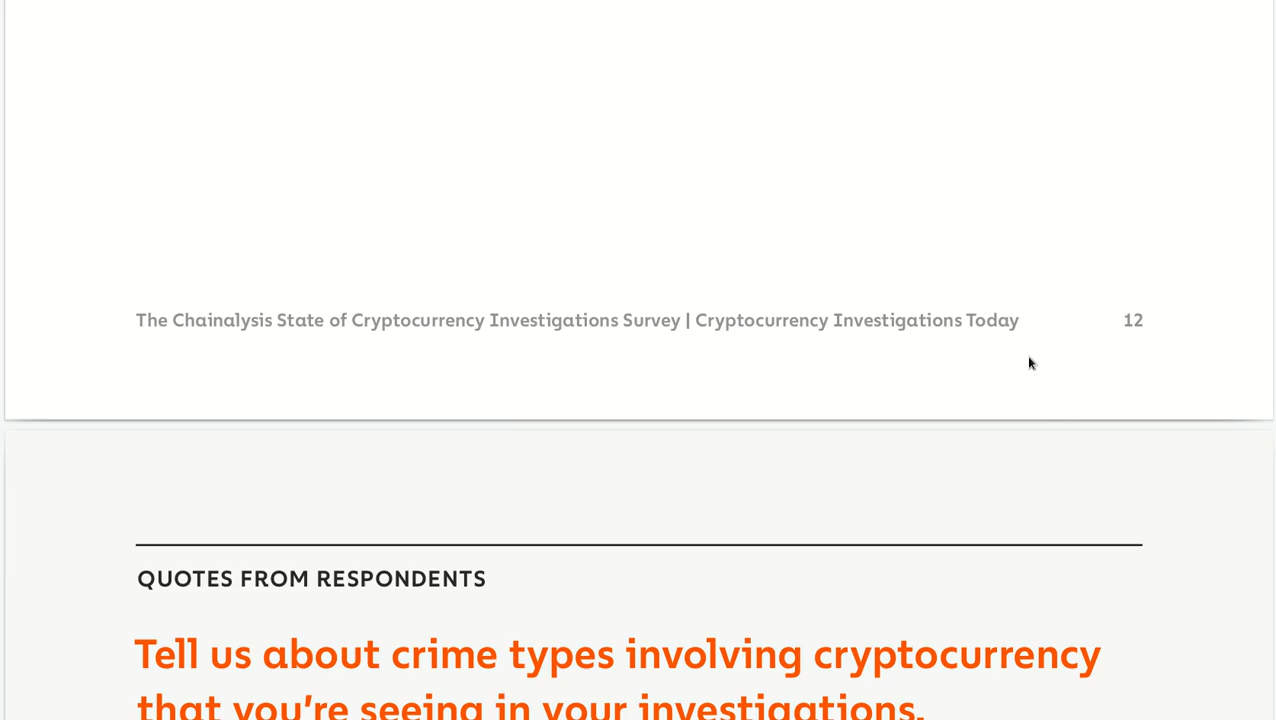 The Chainalysis State of Cryptocurrency Investigations Survey | Cryptocurrency Investigations Today 12
QUOTES FROM RESPONDENTS
Tell us about crime types involving cryptocurrency
that you’re seeing in your investigations.